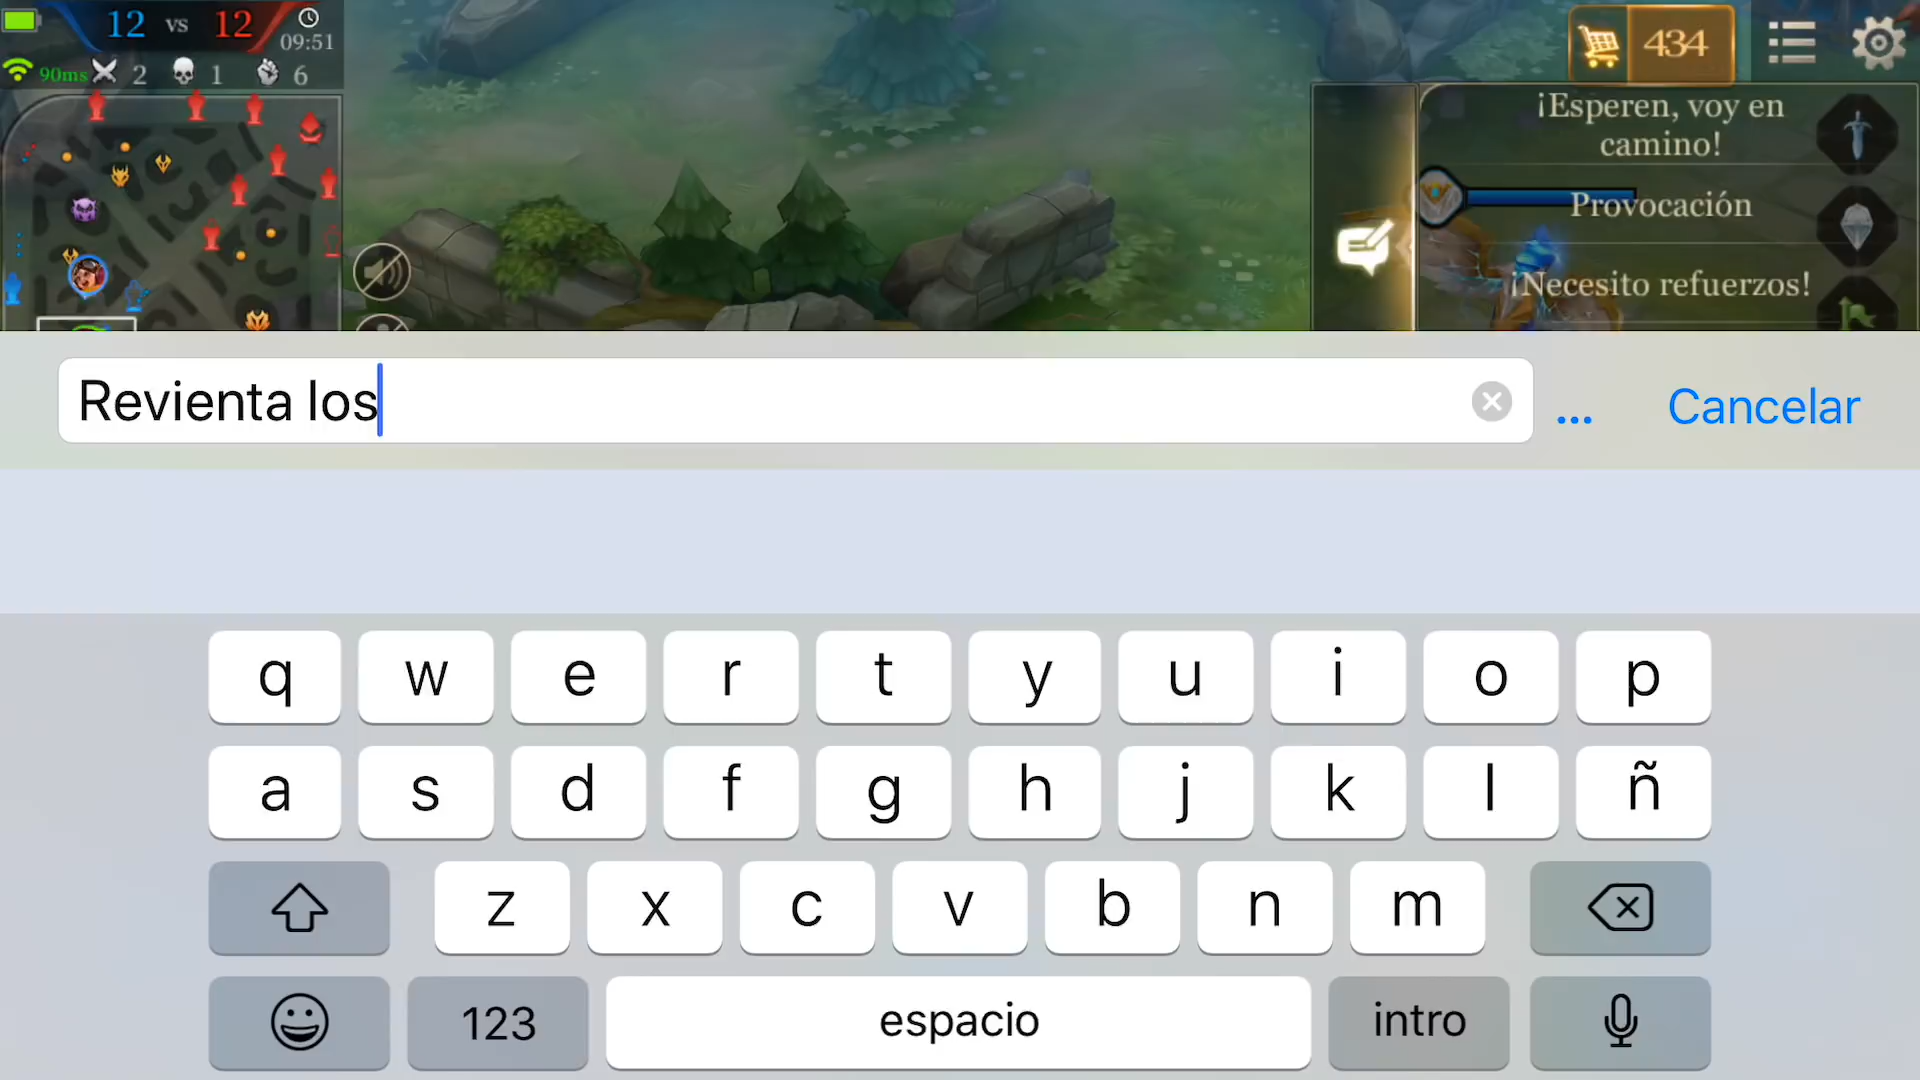 12 vs 12
09:51
90ms 2 1 6
434
¡Esperen, voy en
camino!
Provocación
¡Necesito refuerzos!
Revienta los
... Cancelar
q w e r t y u i o p
a s d f g h j k l ñ
z x c v b n m
123 espacio intro